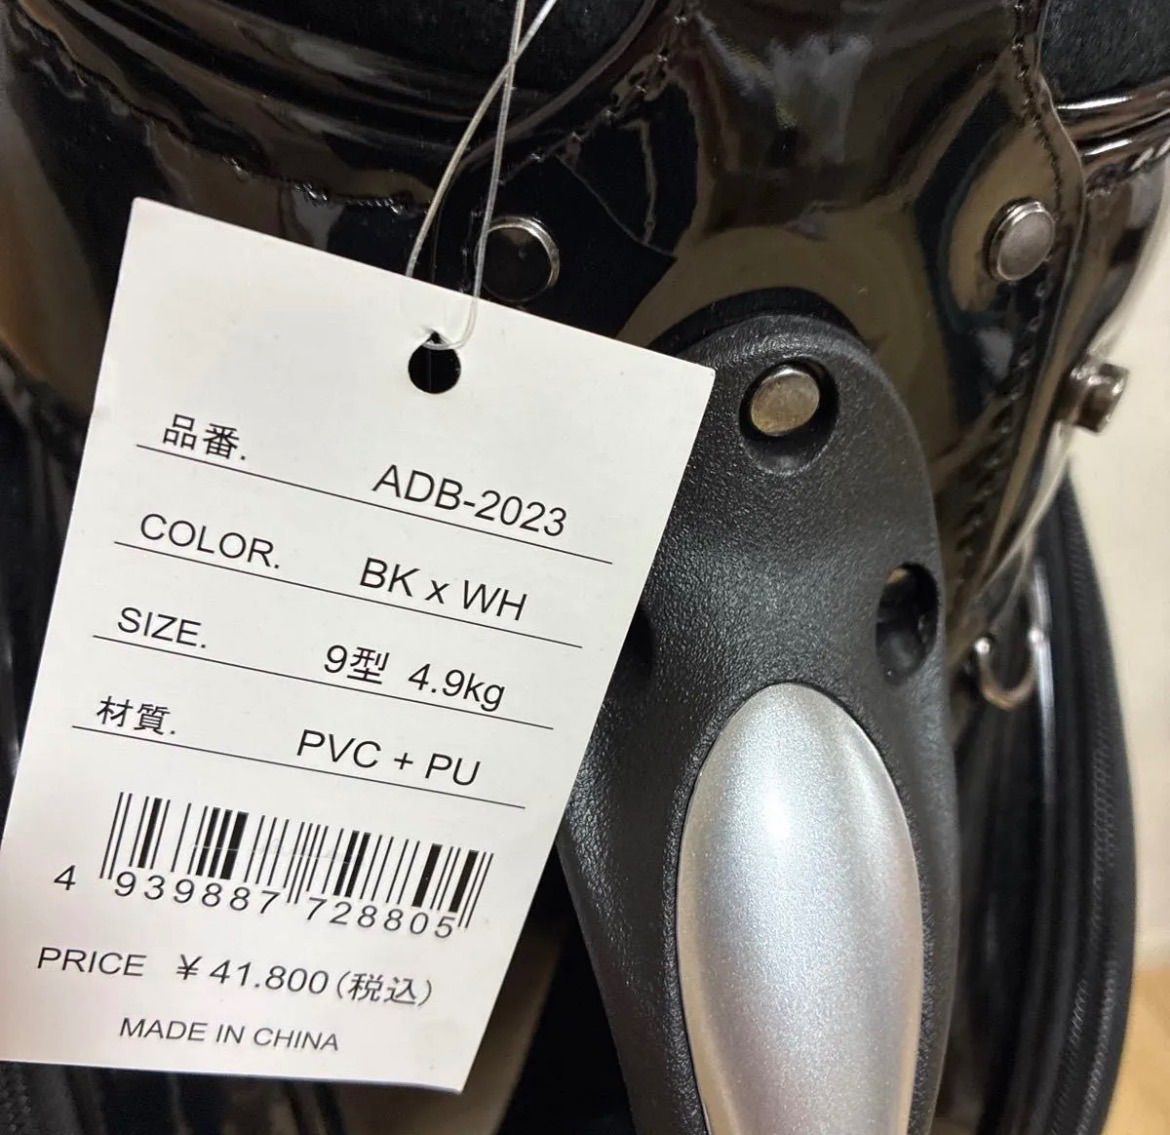 品番. ADB-2023
COLOR. BK x WH
SIZE. 9型 4.9kg
材質. PVC + PU
4 939887 728805
PRICE ¥41.800(税込)
MADE IN CHINA